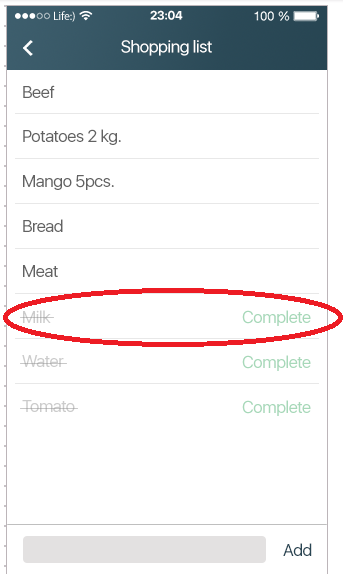 Life:) 23:04 100 %
Shopping list
Beef
Potatoes 2 kg.
Mango 5pcs.
Bread
Meat
Milk Complete
Water Complete
Tomato Complete
Add